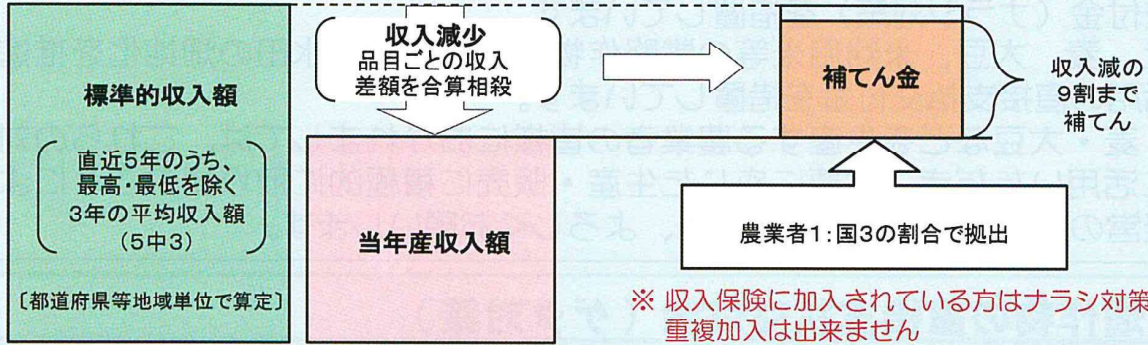 標準的収入額
直近5年のうち、
最高・最低を除く
3年の平均収入額
(5中3)
〔都道府県等地域単位で算定〕
収入減少
品目ごとの収入
差額を合算相殺
当年産収入額
補てん金
収入減の
9割まで
補てん
農業者1:国3の割合で拠出
※ 収入保険に加入されている方はナラシ対策
重複加入は出来ません